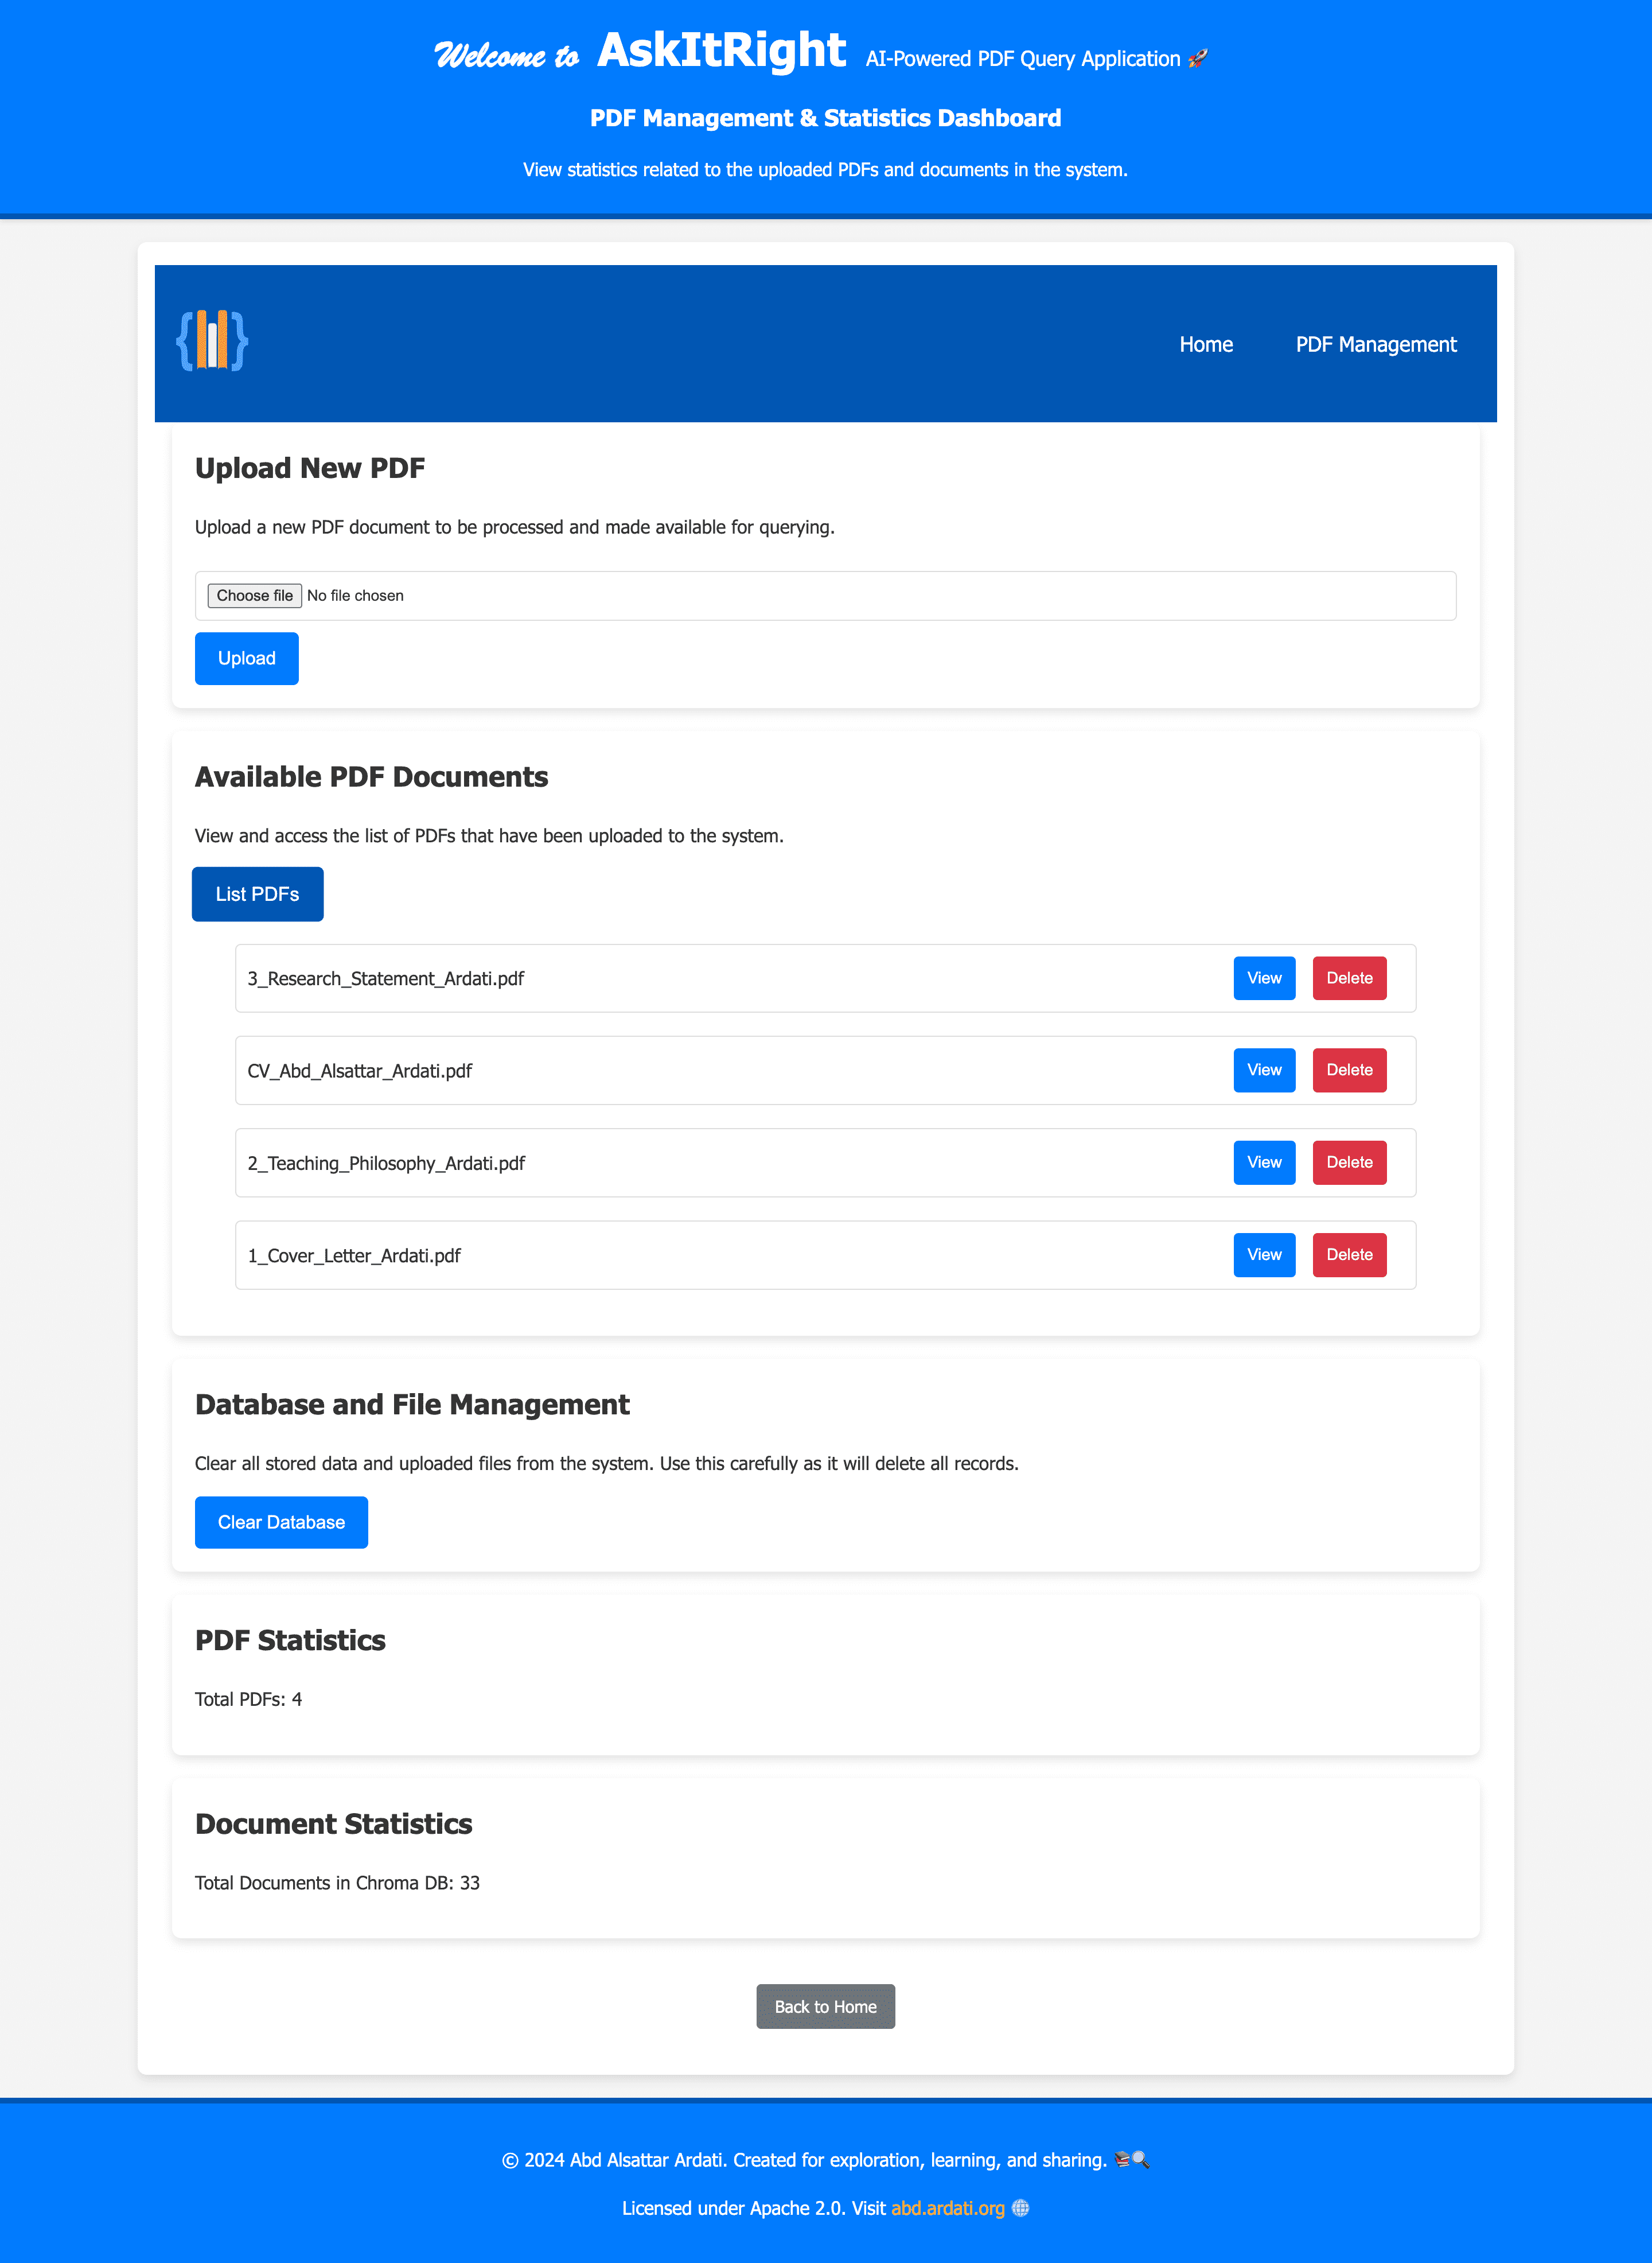 Welcome to AskItRight AI-Powered PDF Query Application 🚀
PDF Management & Statistics Dashboard
View statistics related to the uploaded PDFs and documents in the system.
Home PDF Management
Upload New PDF
Upload a new PDF document to be processed and made available for querying.
Choose file No file chosen
Upload
Available PDF Documents
View and access the list of PDFs that have been uploaded to the system.
List PDFs
3_Research_Statement_Ardati.pdf View Delete
CV_Abd_Alsattar_Ardati.pdf View Delete
2_Teaching_Philosophy_Ardati.pdf View Delete
1_Cover_Letter_Ardati.pdf View Delete
Database and File Management
Clear all stored data and uploaded files from the system. Use this carefully as it will delete all records.
Clear Database
PDF Statistics
Total PDFs: 4
Document Statistics
Total Documents in Chroma DB: 33
Back to Home
© 2024 Abd Alsattar Ardati. Created for exploration, learning, and sharing. 📚🔍
Licensed under Apache 2.0. Visit abd.ardati.org 🌐